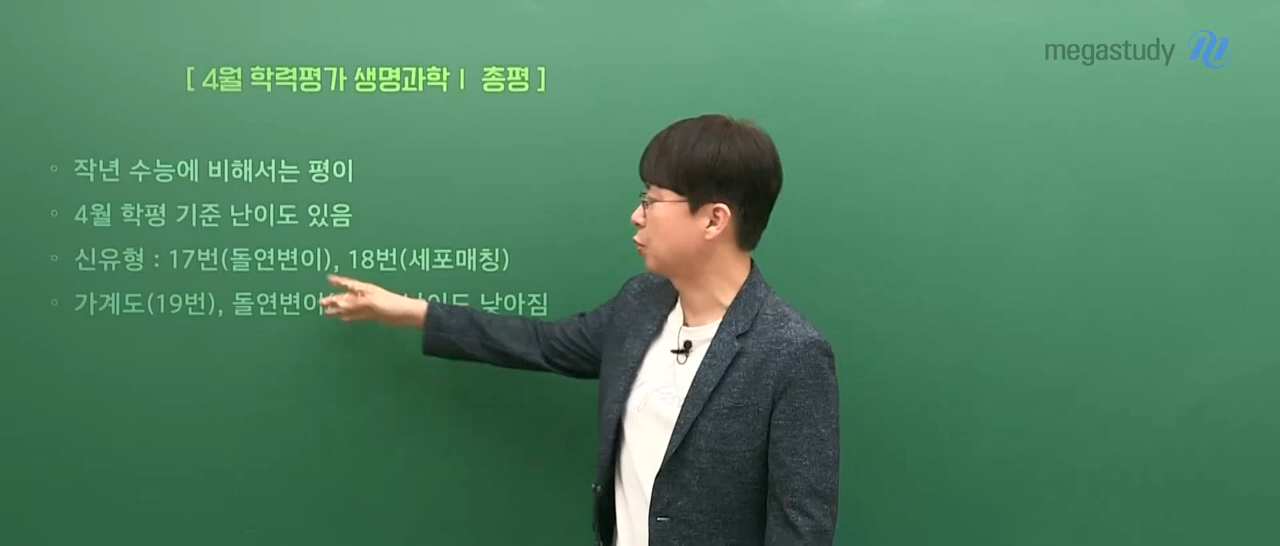 megastudy
[ 4월 학력평가 생명과학 I 총평 ]
◦ 작년 수능에 비해서는 평이
◦ 4월 학평 기준 난이도 있음
◦ 신유형 : 17번(돌연변이), 18번(세포매칭)
◦ 가계도(19번), 돌연변이 낮아짐